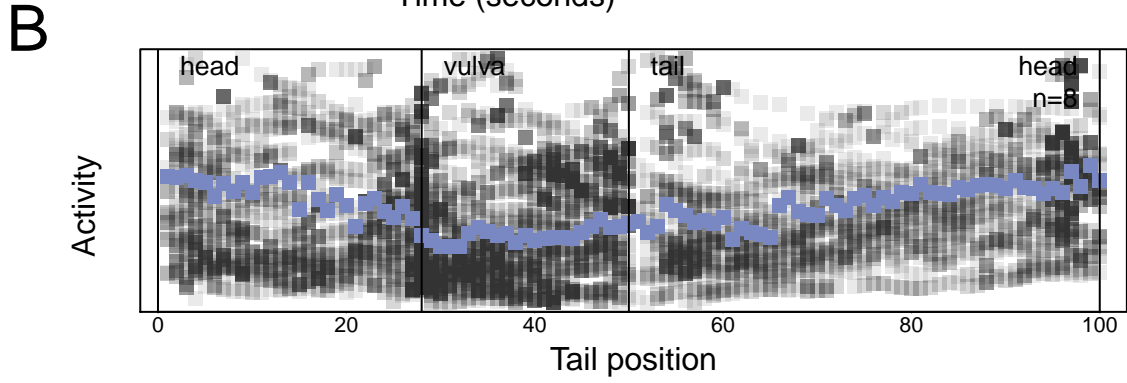 Time (seconds)
B
head vulva tail head
n=8
Activity
0 20 40 60 80 100
Tail position